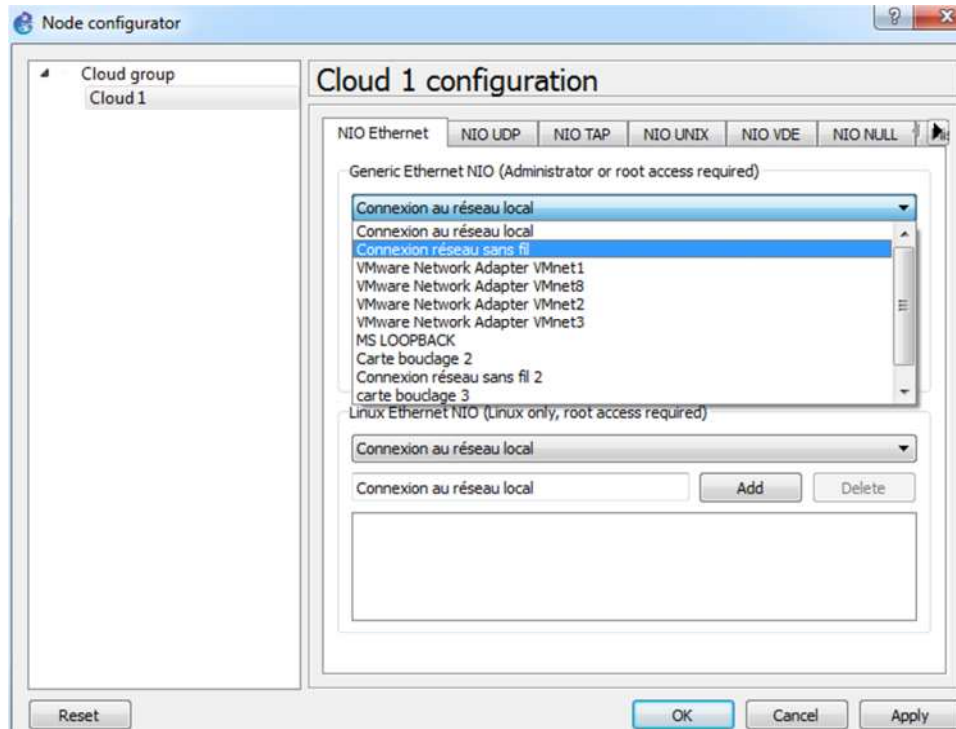 Node configurator
Cloud group
Cloud 1
Cloud 1 configuration
NIO Ethernet NIO UDP NIO TAP NIO UNIX NIO VDE NIO NULL
Generic Ethernet NIO (Administrator or root access required)
Connexion au réseau local
Connexion au réseau local
Connexion réseau sans fil
VMware Network Adapter VMnet1
VMware Network Adapter VMnet8
VMware Network Adapter VMnet2
VMware Network Adapter VMnet3
MS LOOPBACK
Carte bouclage 2
Connexion réseau sans fil 2
carte bouclage 3
Linux Ethernet NIO (Linux only, root access required)
Connexion au réseau local
Connexion au réseau local Add Delete
Reset OK Cancel Apply